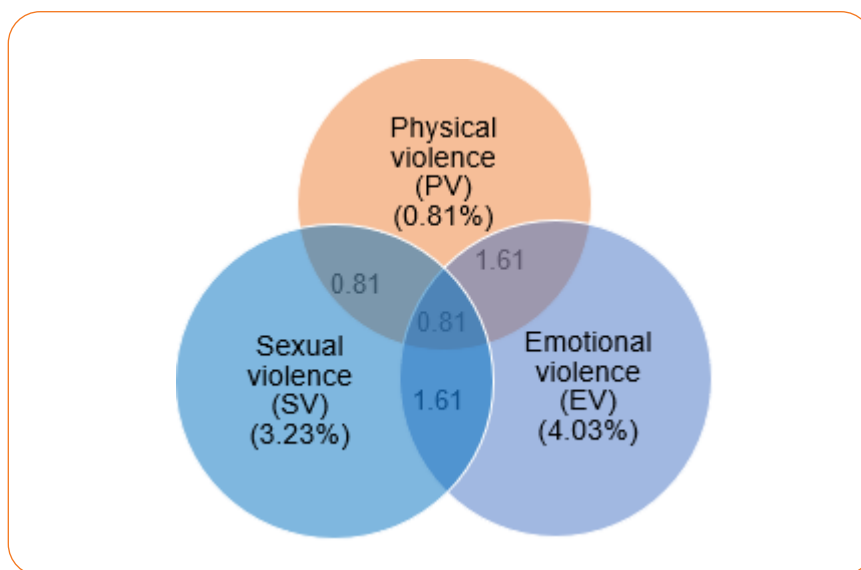 Physical
violence
(PV)
(0.81%)
1.61
0.81
0.81
Sexual
violence
(SV)
(3.23%)
Emotional
violence
(EV)
(4.03%)
1.61